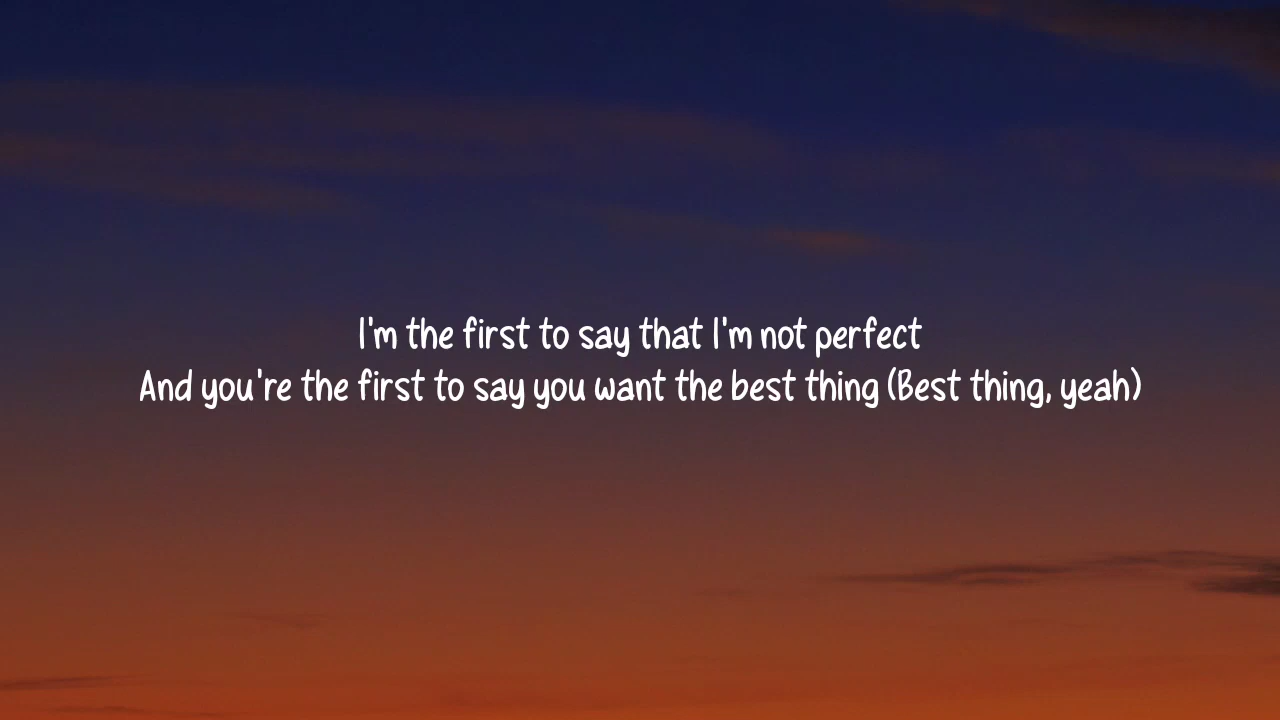 I'm the first to say that I'm not perfect
And you're the first to say you want the best thing (Best thing, yeah)